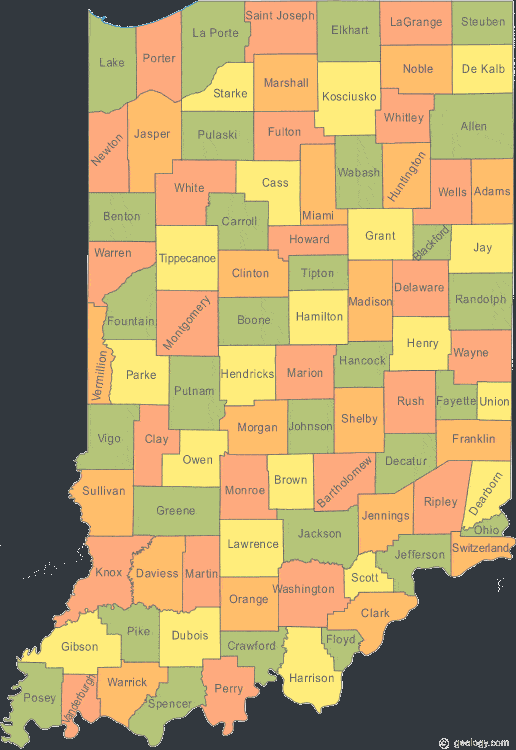 Saint Joseph
LaGrange
Steuben
La Porte
Elkhart
Lake
Porter
Noble
De Kalb
Marshall
Starke
Kosciusko
Whitley
Allen
Newton
Jasper
Pulaski
Fulton
Wabash
Huntington
White
Cass
Wells
Adams
Miami
Benton
Carroll
Grant
Blackford
Howard
Jay
Warren
Tippecanoe
Clinton
Tipton
Madison
Delaware
Randolph
Fountain
Montgomery
Boone
Hamilton
Henry
Wayne
Vermillion
Parke
Putnam
Hendricks
Marion
Hancock
Rush
Fayette
Union
Vigo
Clay
Morgan
Johnson
Shelby
Franklin
Owen
Decatur
Sullivan
Monroe
Brown
Bartholomew
Ripley
Dearborn
Greene
Jennings
Jackson
Ohio
Lawrence
Jefferson
Switzerland
Knox
Daviess
Martin
Scott
Washington
Orange
Clark
Pike
Dubois
Gibson
Crawford
Floyd
Harrison
Posey
Vanderburgh
Warrick
Spencer
Perry
© geology.com